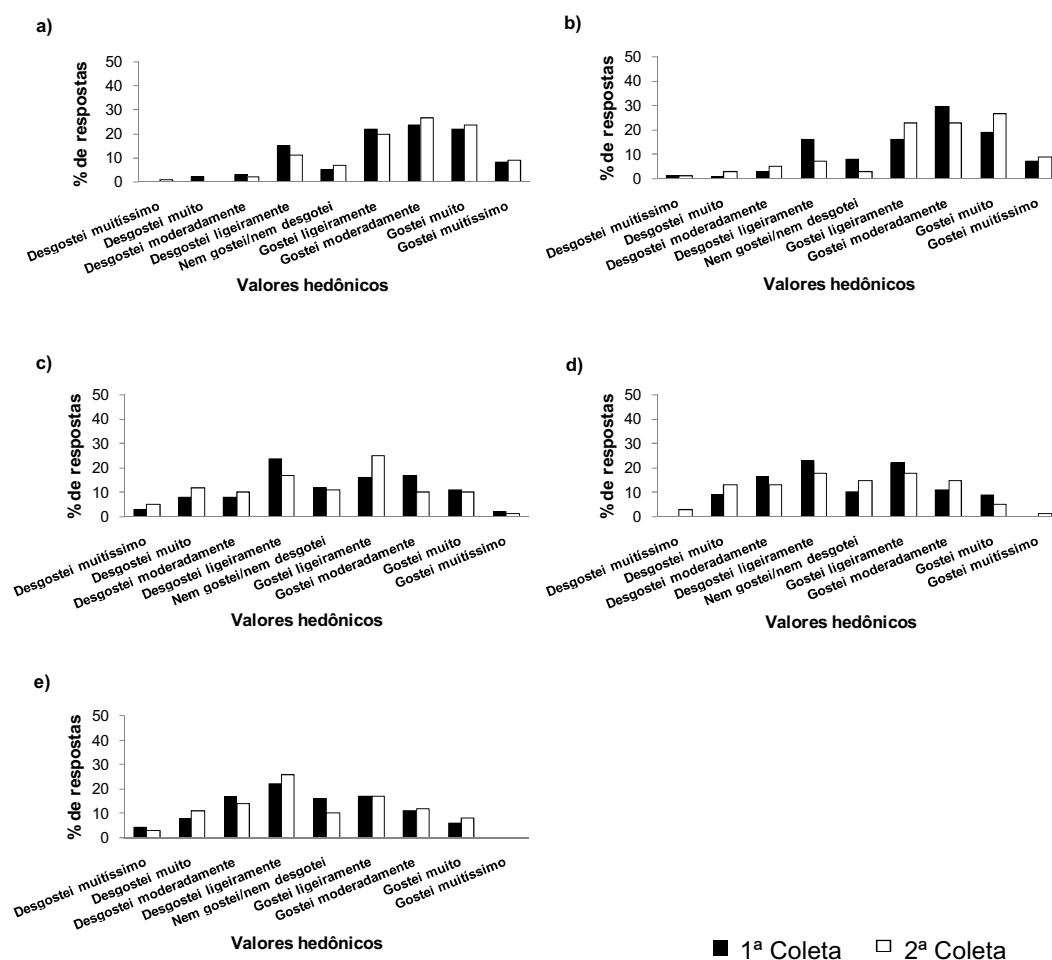 a)
% de respostas
50
40
30
20
10
0
Desgostei muitíssimo
Desgostei muito
Desgostei moderadamente
Desgostei ligeiramente
Nem gostei/nem desgotei
Gostei ligeiramente
Gostei moderadamente
Gostei muito
Gostei muitíssimo
Valores hedônicos
b)
% de respostas
50
40
30
20
10
0
Desgostei muitíssimo
Desgostei muito
Desgostei moderadamente
Desgostei ligeiramente
Nem gostei/nem desgotei
Gostei ligeiramente
Gostei moderadamente
Gostei muito
Gostei muitíssimo
Valores hedônicos
c)
% de respostas
50
40
30
20
10
0
Desgostei muitíssimo
Desgostei muito
Desgostei moderadamente
Desgostei ligeiramente
Nem gostei/nem desgotei
Gostei ligeiramente
Gostei moderadamente
Gostei muito
Gostei muitíssimo
Valores hedônicos
d)
% de respostas
50
40
30
20
10
0
Desgostei muitíssimo
Desgostei muito
Desgostei moderadamente
Desgostei ligeiramente
Nem gostei/nem desgotei
Gostei ligeiramente
Gostei moderadamente
Gostei muito
Gostei muitíssimo
Valores hedônicos
e)
% de respostas
50
40
30
20
10
0
Desgostei muitíssimo
Desgostei muito
Desgostei moderadamente
Desgostei ligeiramente
Nem gostei/nem desgotei
Gostei ligeiramente
Gostei moderadamente
Gostei muito
Gostei muitíssimo
Valores hedônicos
1ª Coleta
2ª Coleta